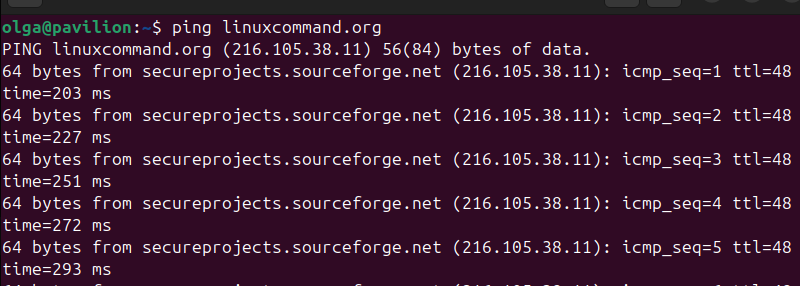 olga@pavilion:~$ ping linuxcommand.org
PING linuxcommand.org (216.105.38.11) 56(84) bytes of data.
64 bytes from secureprojects.sourceforge.net (216.105.38.11): icmp_seq=1 ttl=48
time=203 ms
64 bytes from secureprojects.sourceforge.net (216.105.38.11): icmp_seq=2 ttl=48
time=227 ms
64 bytes from secureprojects.sourceforge.net (216.105.38.11): icmp_seq=3 ttl=48
time=251 ms
64 bytes from secureprojects.sourceforge.net (216.105.38.11): icmp_seq=4 ttl=48
time=272 ms
64 bytes from secureprojects.sourceforge.net (216.105.38.11): icmp_seq=5 ttl=48
time=293 ms